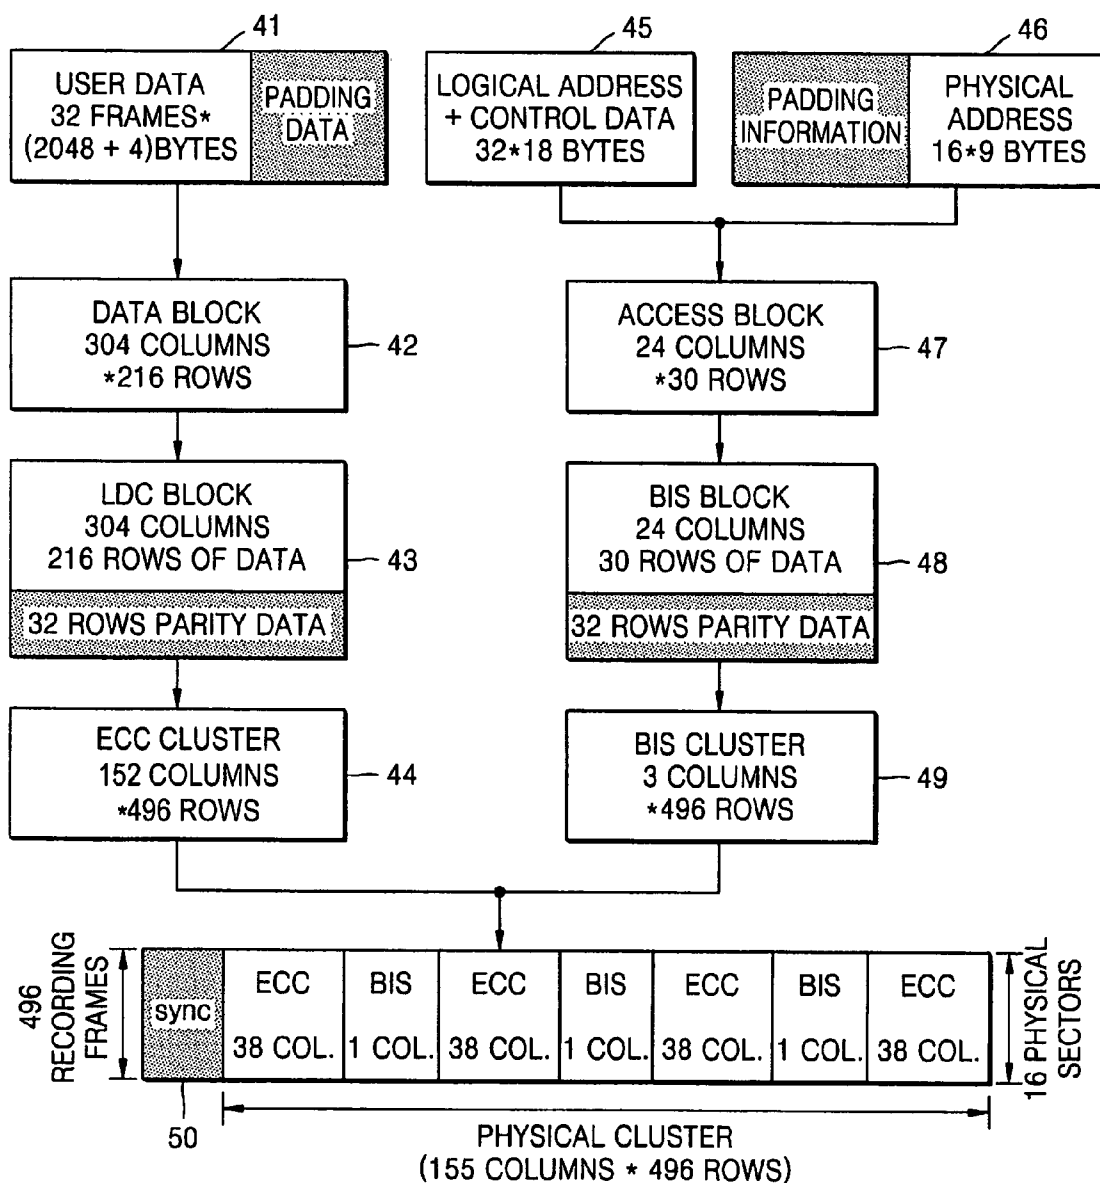 41
USER DATA
32 FRAMES*
(2048 + 4)BYTES
PADDING
DATA
45
LOGICAL ADDRESS
+ CONTROL DATA
32*18 BYTES
46
PADDING
INFORMATION
PHYSICAL
ADDRESS
16*9 BYTES
DATA BLOCK
304 COLUMNS
*216 ROWS
42
ACCESS BLOCK
24 COLUMNS
*30 ROWS
47
LDC BLOCK
304 COLUMNS
216 ROWS OF DATA
32 ROWS PARITY DATA
43
BIS BLOCK
24 COLUMNS
30 ROWS OF DATA
32 ROWS PARITY DATA
48
ECC CLUSTER
152 COLUMNS
*496 ROWS
44
BIS CLUSTER
3 COLUMNS
*496 ROWS
49
496
RECORDING
FRAMES
sync
ECC
38 COL.
BIS
1 COL.
ECC
38 COL.
BIS
1 COL.
ECC
38 COL.
BIS
1 COL.
ECC
38 COL.
16 PHYSICAL
SECTORS
50
PHYSICAL CLUSTER
(155 COLUMNS * 496 ROWS)